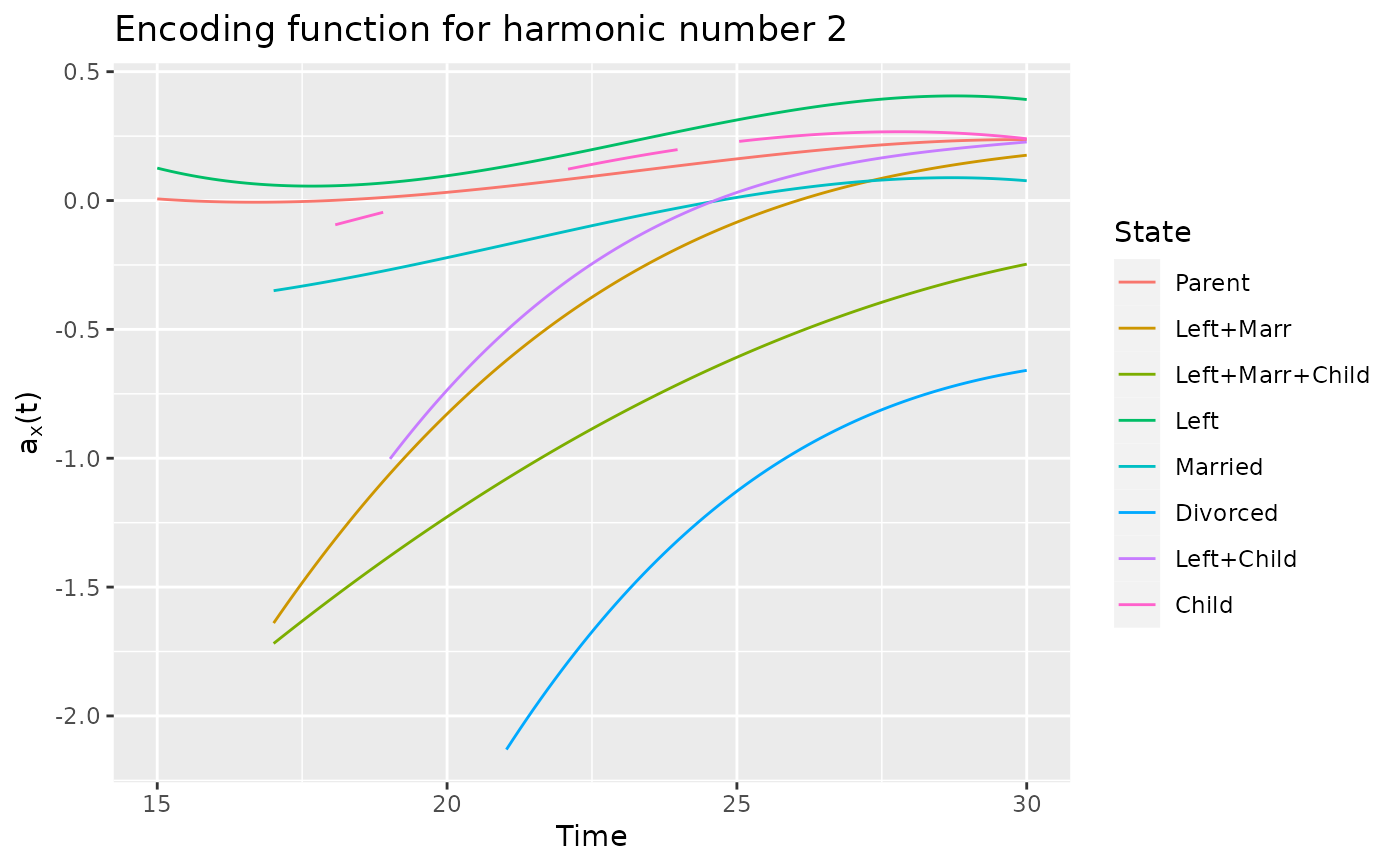 Encoding function for harmonic number 2
0.5
0.0
-0.5
-1.0
-1.5
-2.0
aₓ(t)
15 20 25 30
Time
State
Parent
Left+Marr
Left+Marr+Child
Left
Married
Divorced
Left+Child
Child